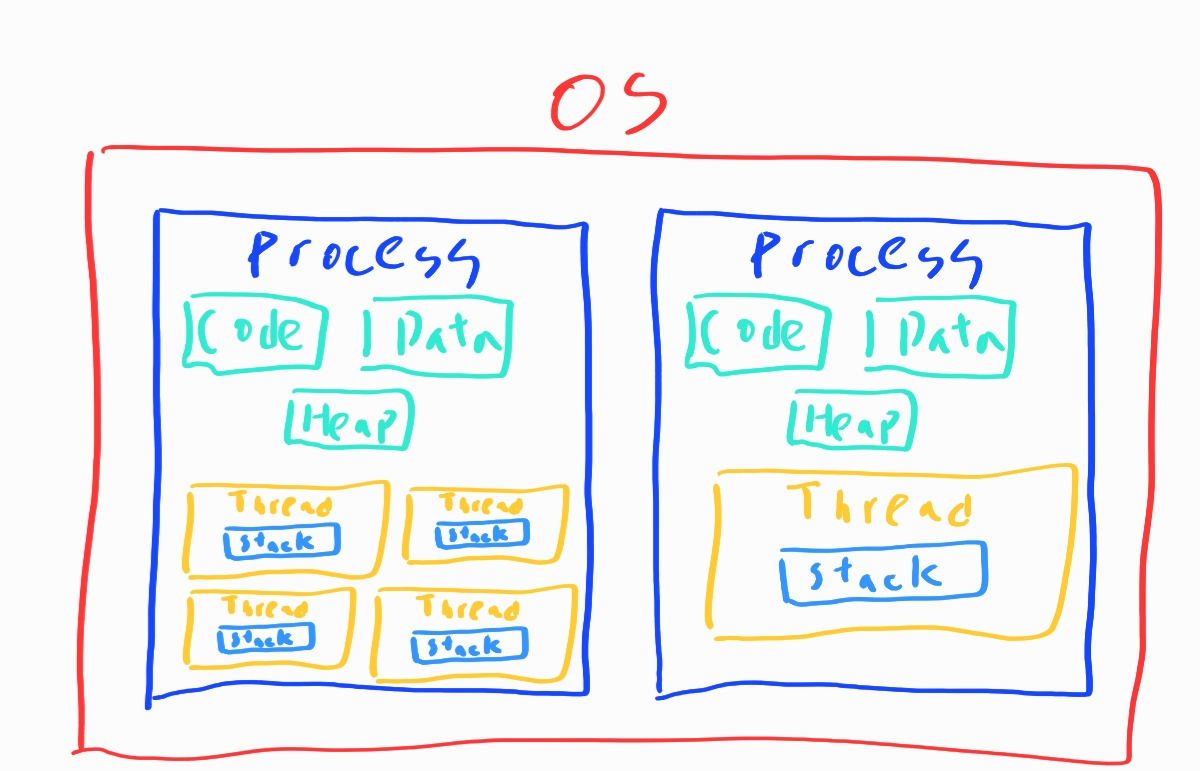 OS
Process
Code Data
Heap
Thread Thread
stack stack
Thread Thread
stack stack
Process
Code Data
Heap
Thread
stack